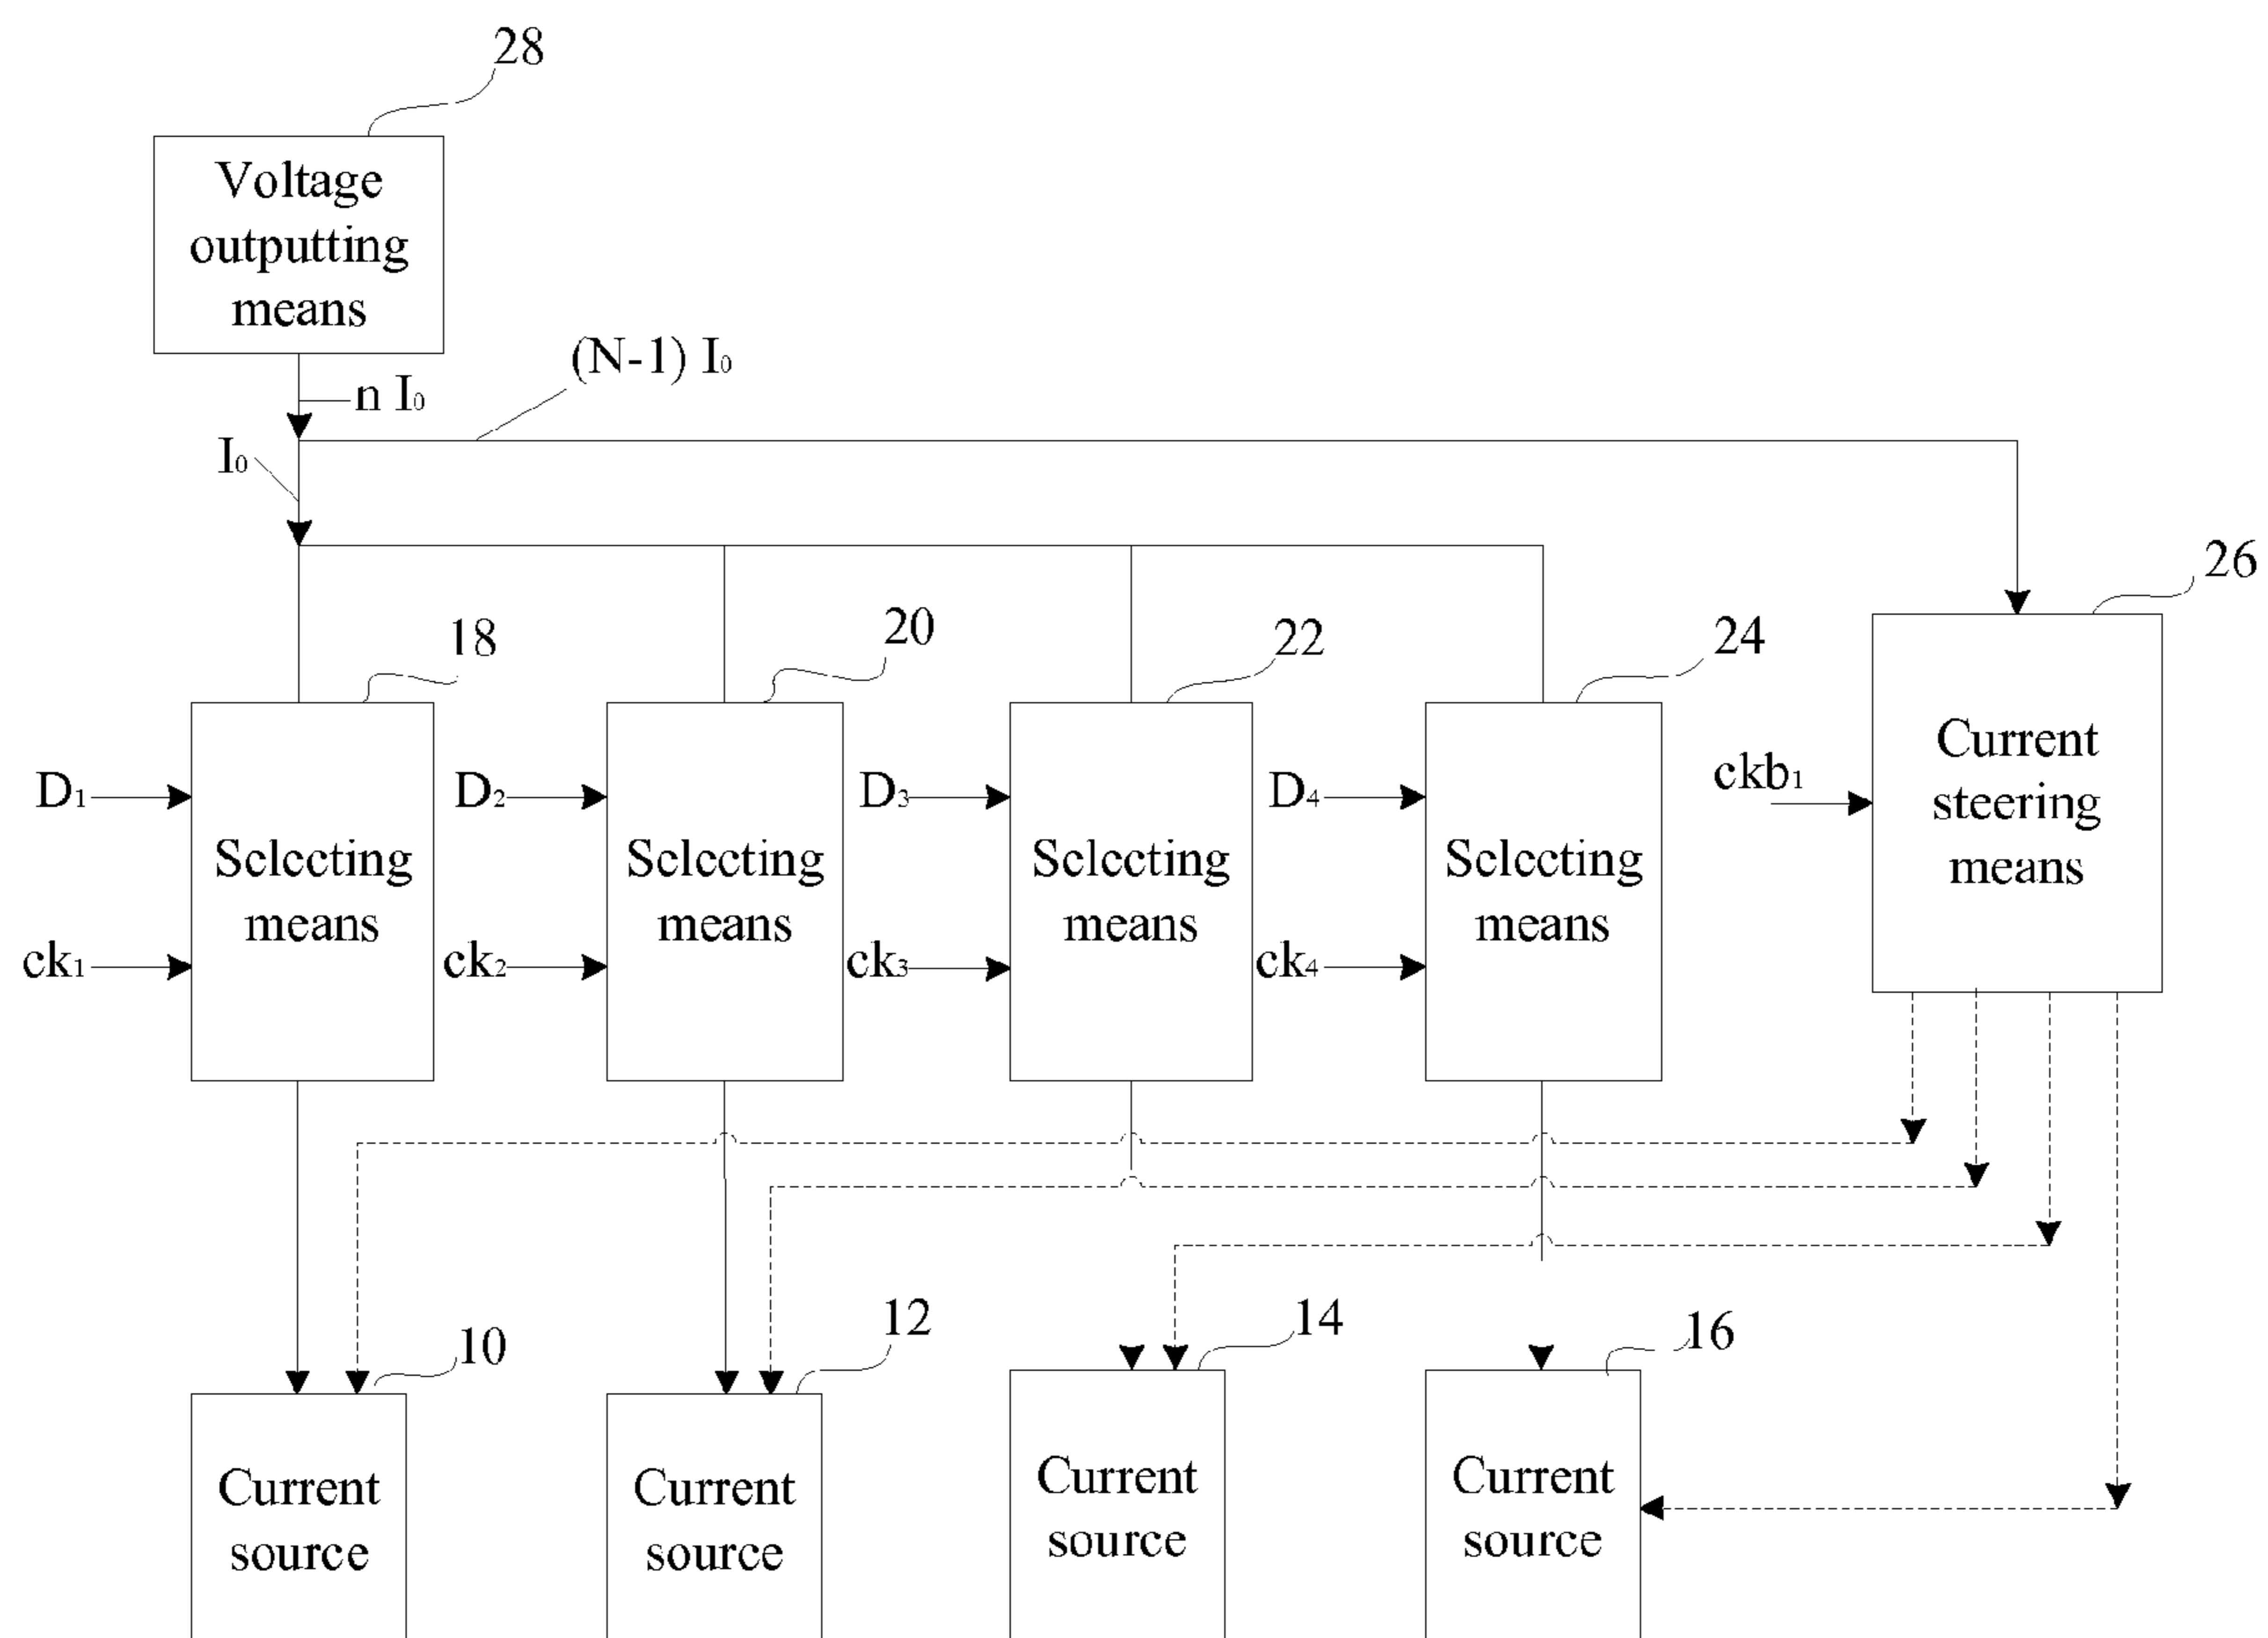 28
Voltage
outputting
means
(N-1) I₀
n I₀
I₀
26
18
20
22
24
Current
steering
means
ckb₁
D₁
D₂
D₃
D₄
Selecting
means
Selecting
means
Selecting
means
Selecting
means
ck₁
ck₂
ck₃
ck₄
10
12
14
16
Current
source
Current
source
Current
source
Current
source